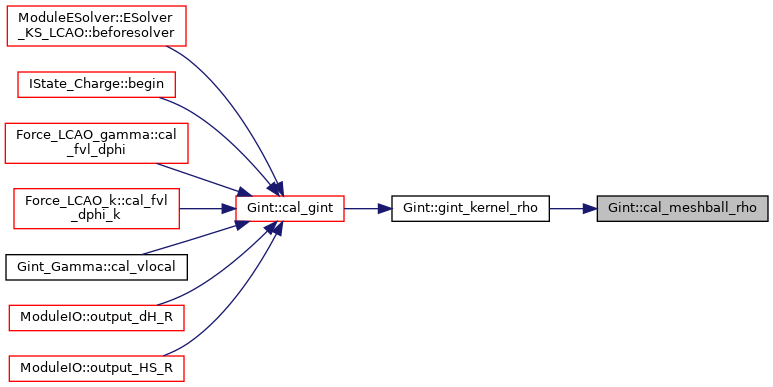 ModuleESolver::ESolver
_KS_LCAO::beforesolver
IState_Charge::begin
Force_LCAO_gamma::cal
_fvl_dphi
Force_LCAO_k::cal_fvl
_dphi_k
Gint_Gamma::cal_vlocal
ModuleIO::output_dH_R
ModuleIO::output_HS_R
Gint::cal_gint
Gint::gint_kernel_rho
Gint::cal_meshball_rho